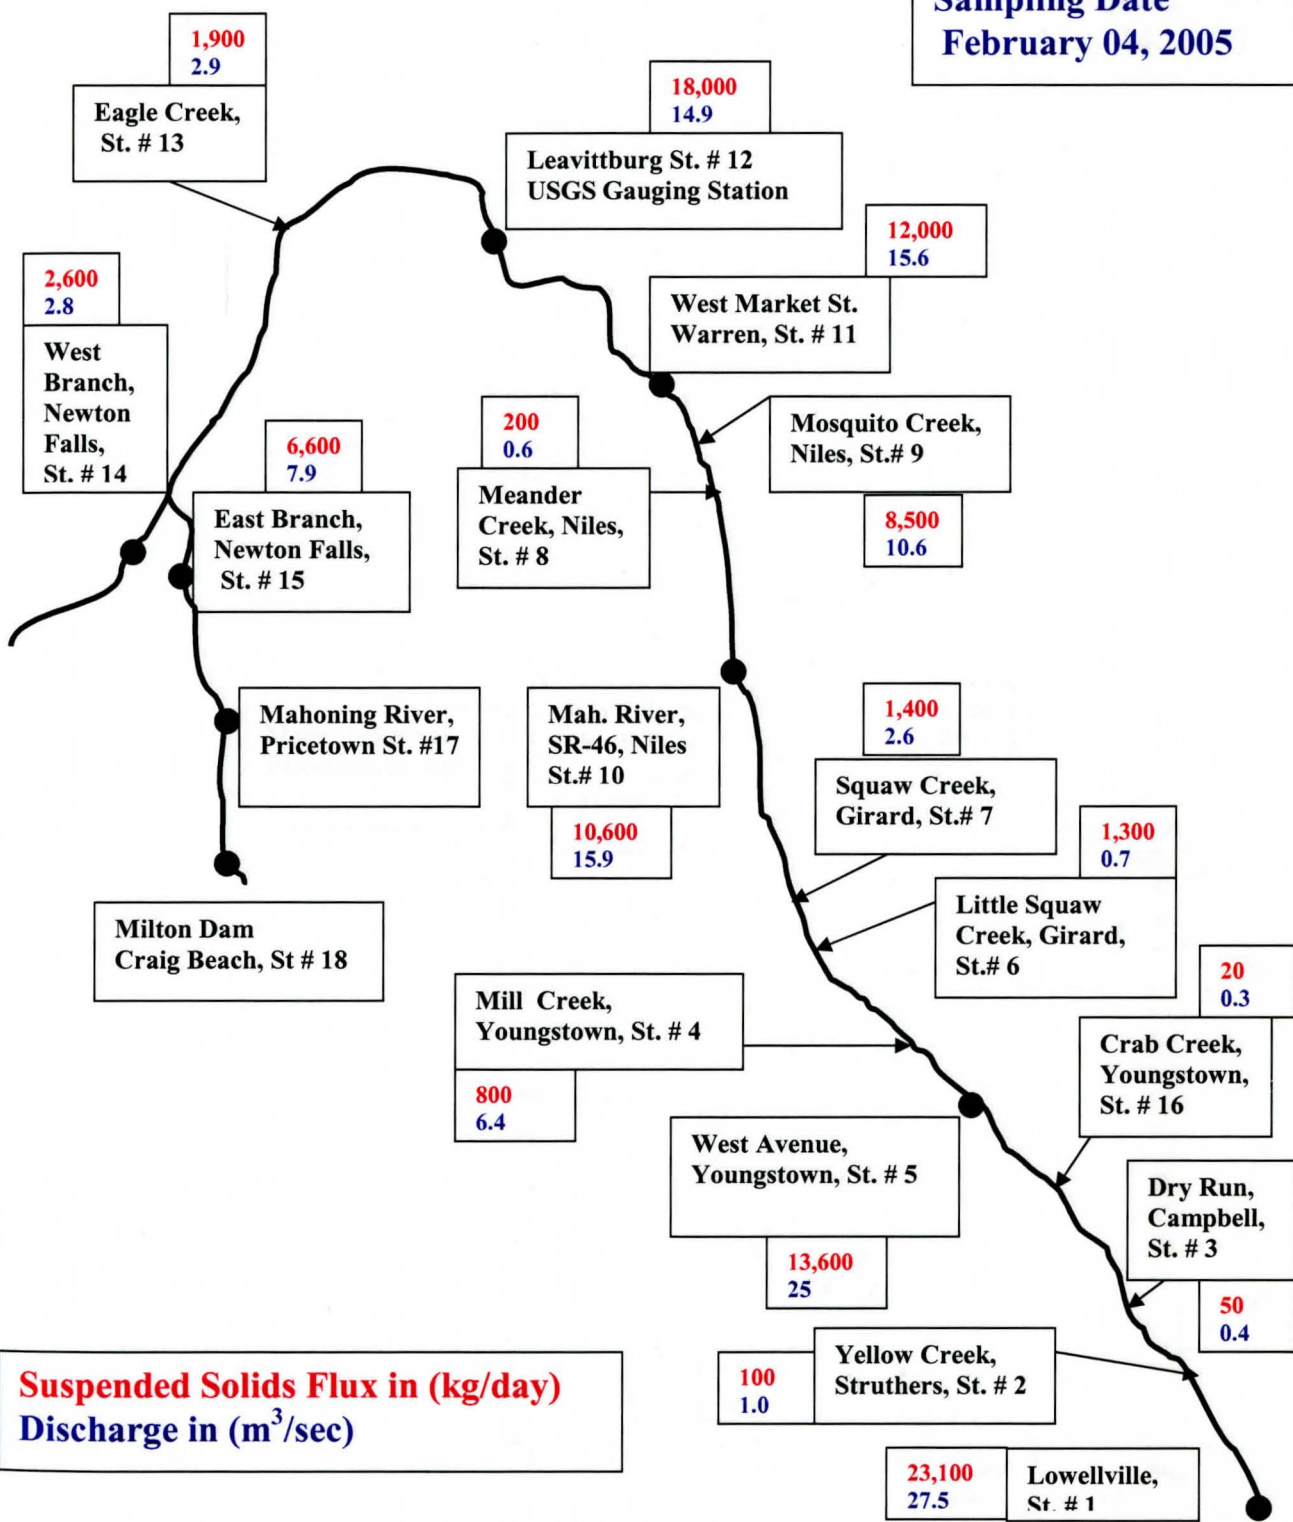 Sampling Date
February 04, 2005
1,900
2.9
Eagle Creek,
St. # 13
18,000
14.9
Leavittburg St. # 12
USGS Gauging Station
12,000
15.6
West Market St.
Warren, St. # 11
2,600
2.8
West
Branch,
Newton
Falls,
St. # 14
6,600
7.9
East Branch,
Newton Falls,
St. # 15
200
0.6
Meander
Creek, Niles,
St. # 8
Mosquito Creek,
Niles, St.# 9
8,500
10.6
Mahoning River,
Pricetown St. #17
Mah. River,
SR-46, Niles
St.# 10
10,600
15.9
1,400
2.6
Squaw Creek,
Girard, St.# 7
1,300
0.7
Little Squaw
Creek, Girard,
St.# 6
Milton Dam
Craig Beach, St # 18
Mill Creek,
Youngstown, St. # 4
800
6.4
20
0.3
Crab Creek,
Youngstown,
St. # 16
West Avenue,
Youngstown, St. # 5
13,600
25
Dry Run,
Campbell,
St. # 3
50
0.4
Yellow Creek,
Struthers, St. # 2
100
1.0
Suspended Solids Flux in (kg/day)
Discharge in (m³/sec)
23,100
27.5
Lowellville,
St. # 1